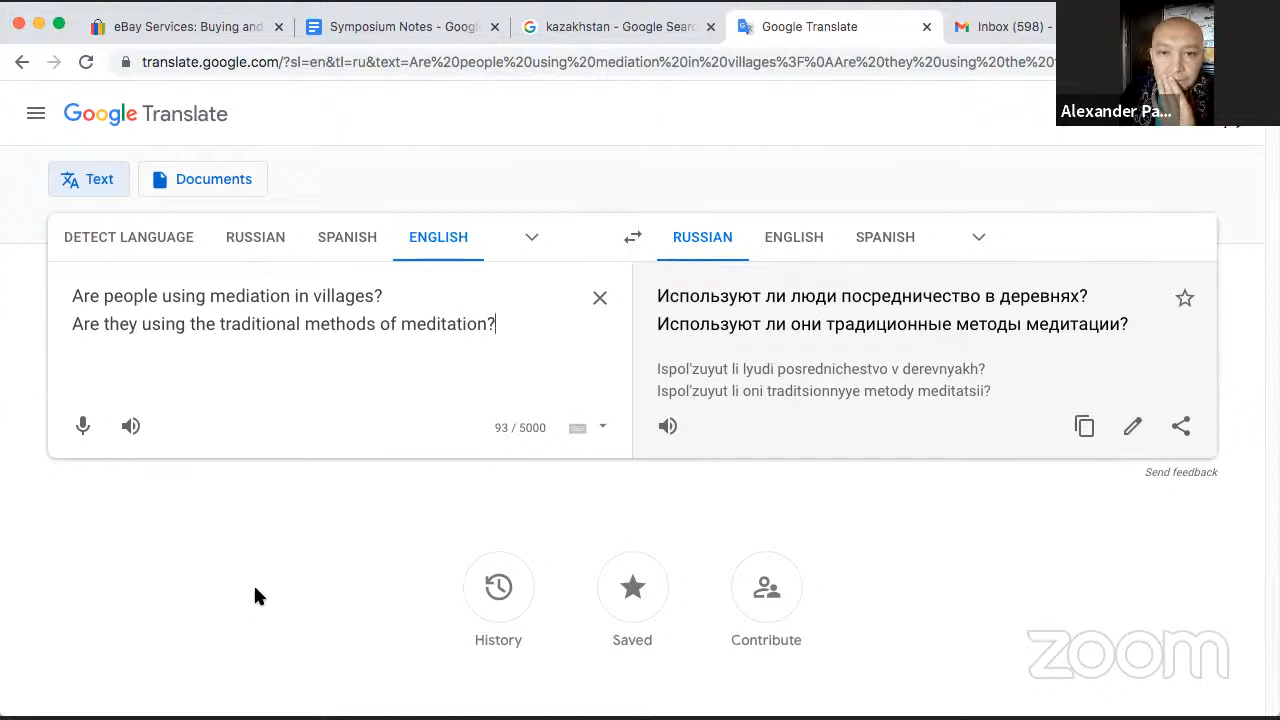 eBay Services: Buying and
Symposium Notes - Google
kazakhstan - Google Search
Google Translate
Inbox (598) -
translate.google.com/?sl=en&tl=ru&text=Are%20people%20using%20mediation%20in%20villages%3F%0AAre%20they%20using%20the%20
Alexander Pa...
Google Translate
Text
Documents
DETECT LANGUAGE RUSSIAN SPANISH ENGLISH
RUSSIAN ENGLISH SPANISH
Are people using mediation in villages?
Are they using the traditional methods of meditation?
Используют ли люди посредничество в деревнях?
Используют ли они традиционные методы медитации?
Ispol'zuyut li lyudi posrednichestvo v derevnyakh?
Ispol'zuyut li oni traditsionnyye metody meditatsii?
93 / 5000
Send feedback
History
Saved
Contribute
zoom